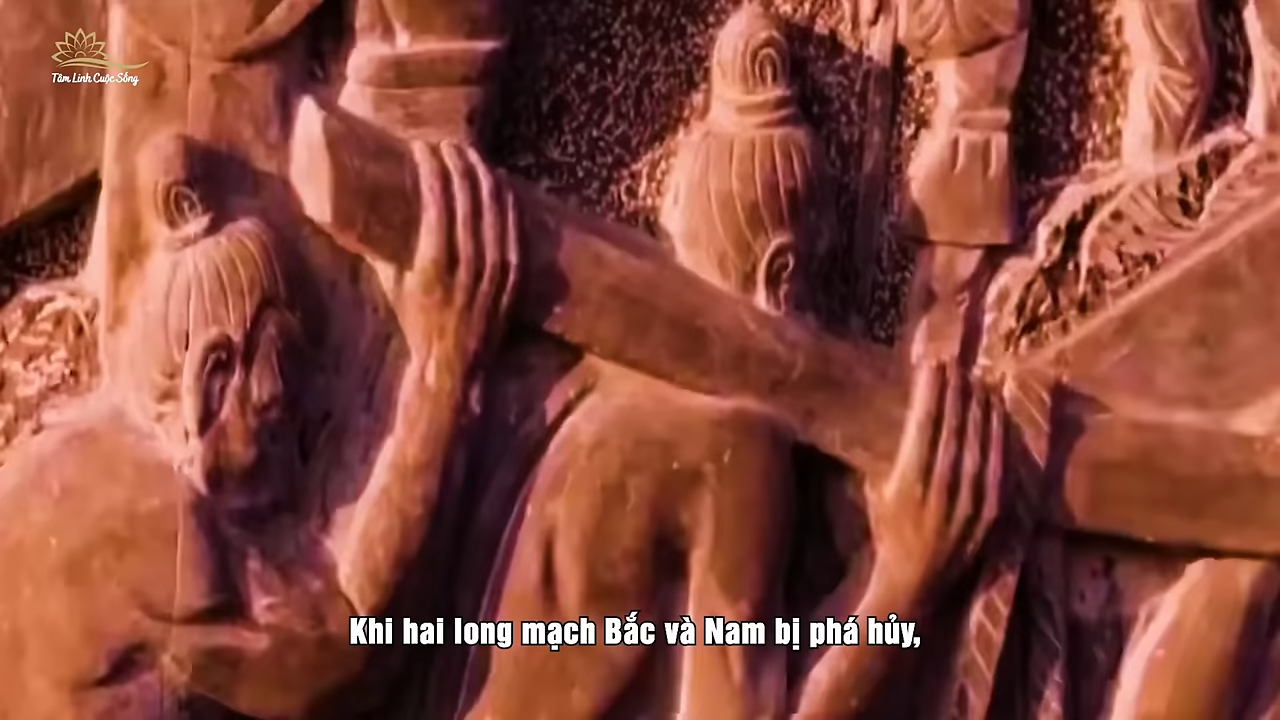 Tâm Linh Cuộc Sống
Khi hai long mạch Bắc và Nam bị phá hủy,